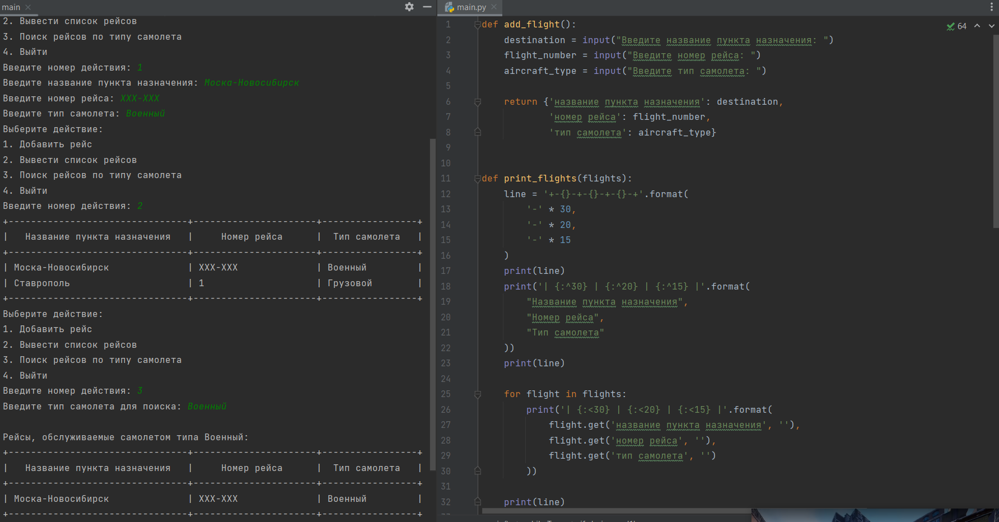 main
2. Вывести список рейсов
3. Поиск рейсов по типу самолета
4. Выйти
Введите номер действия: 1
Введите название пункта назначения: Моска-Новосибирск
Введите номер рейса: XXX-XXX
Введите тип самолета: Военный
Выберите действие:
1. Добавить рейс
2. Вывести список рейсов
3. Поиск рейсов по типу самолета
4. Выйти
Введите номер действия: 2
+--------------------------------+----------------------+-----------------+
|   Название пункта назначения   |     Номер рейса      |  Тип самолета   |
+--------------------------------+----------------------+-----------------+
| Моска-Новосибирск              | XXX-XXX              | Военный         |
| Ставрополь                     | 1                    | Грузовой        |
+--------------------------------+----------------------+-----------------+
Выберите действие:
1. Добавить рейс
2. Вывести список рейсов
3. Поиск рейсов по типу самолета
4. Выйти
Введите номер действия: 3
Введите тип самолета для поиска: Военный
Рейсы, обслуживаемые самолетом типа Военный:
+--------------------------------+----------------------+-----------------+
|   Название пункта назначения   |     Номер рейса      |  Тип самолета   |
+--------------------------------+----------------------+-----------------+
| Моска-Новосибирск              | XXX-XXX              | Военный         |
+--------------------------------+----------------------+-----------------+
main.py
64
1 def add_flight():
2     destination = input("Введите название пункта назначения: ")
3     flight_number = input("Введите номер рейса: ")
4     aircraft_type = input("Введите тип самолета: ")
5
6     return {'название пункта назначения': destination,
7             'номер рейса': flight_number,
8             'тип самолета': aircraft_type}
9
10
11 def print_flights(flights):
12     line = '+-{}-+-{}-+-{}-+'.format(
13         '-' * 30,
14         '-' * 20,
15         '-' * 15
16     )
17     print(line)
18     print('| {:^30} | {:^20} | {:^15} |'.format(
19         "Название пункта назначения",
20         "Номер рейса",
21         "Тип самолета"
22     ))
23     print(line)
24
25     for flight in flights:
26         print('| {:<30} | {:<20} | {:<15} |'.format(
27             flight.get('название пункта назначения', ''),
28             flight.get('номер рейса', ''),
29             flight.get('тип самолета', '')
30         ))
31
32     print(line)